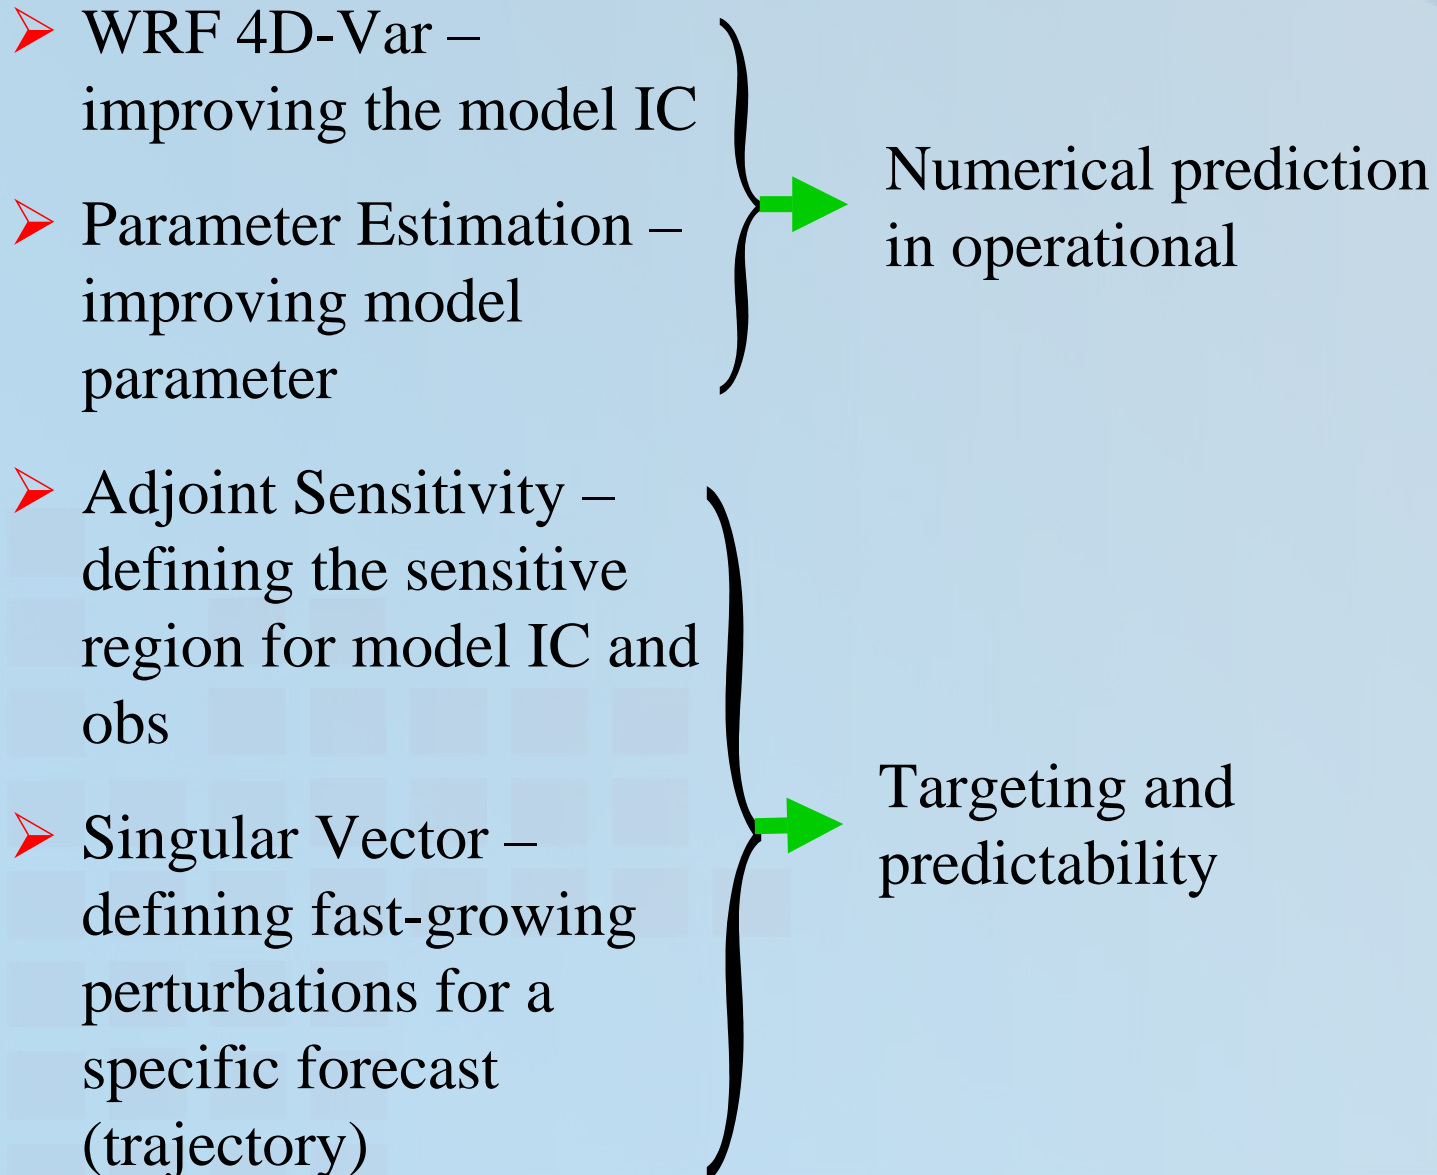 WRF 4D-Var –
improving the model IC
Parameter Estimation –
improving model
parameter
Numerical prediction
in operational
Adjoint Sensitivity –
defining the sensitive
region for model IC and
obs
Singular Vector –
defining fast-growing
perturbations for a
specific forecast
(trajectory)
Targeting and
predictability